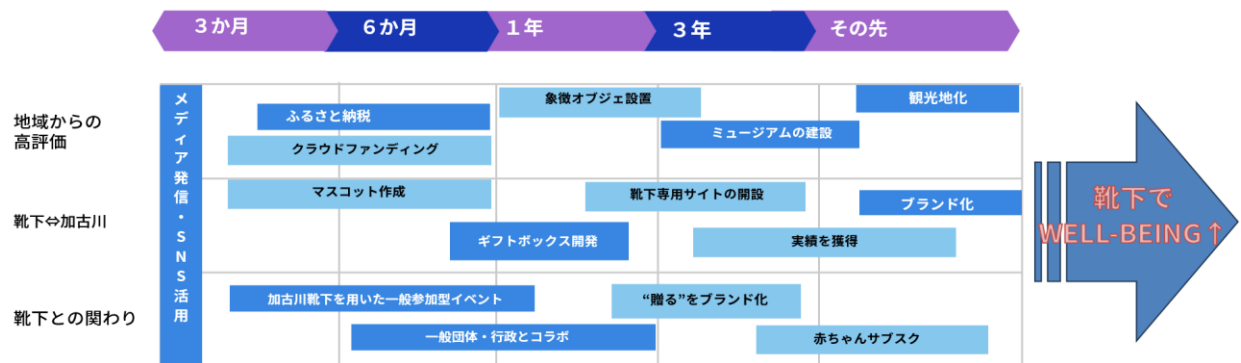 ３か月
６か月
１年
３年
その先
メディア発信・SNS活用
地域からの
高評価
ふるさと納税
クラウドファンディング
象徴オブジェ設置
ミュージアムの建設
観光地化
靴下⇔加古川
マスコット作成
ギフトボックス開発
靴下専用サイトの開設
実績を獲得
ブランド化
靴下との関わり
加古川靴下を用いた一般参加型イベント
一般団体・行政とコラボ
“贈る”をブランド化
赤ちゃんサブスク
靴下で
WELL-BEING↑